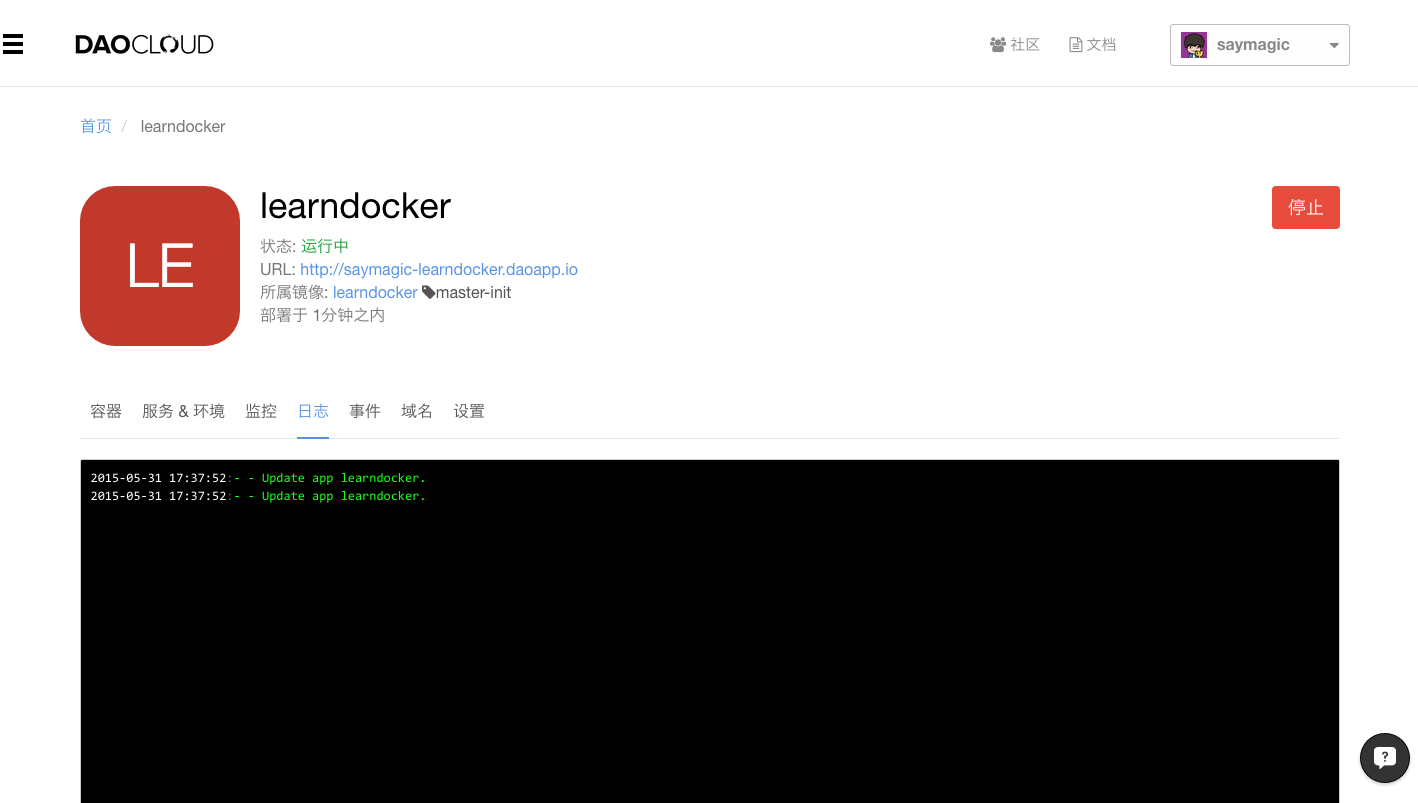 DAOCLOUD
社区
文档
saymagic
首页 / learndocker
LE
learndocker
停止
状态: 运行中
URL: http://saymagic-learndocker.daoapp.io
所属镜像: learndocker master-init
部署于 1分钟之内
容器 服务 & 环境 监控 日志 事件 域名 设置
2015-05-31 17:37:52:- - Update app learndocker.
2015-05-31 17:37:52:- - Update app learndocker.
?